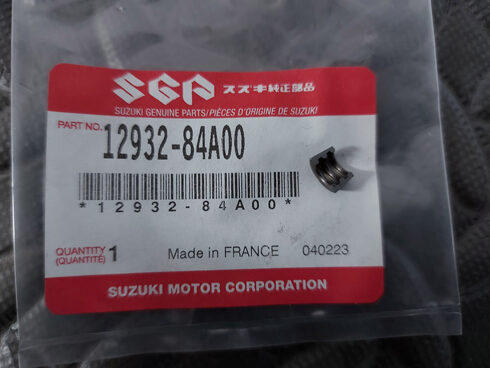 SGP スズキ純正部品
SUZUKI GENUINE PARTS/PIÈCES D'ORIGINE DE SUZUKI
PART NO. 12932-84A00
*12932-84A00*
QUANTITY 1
(QUANTITÉ)
Made in FRANCE 040223
SUZUKI MOTOR CORPORATION